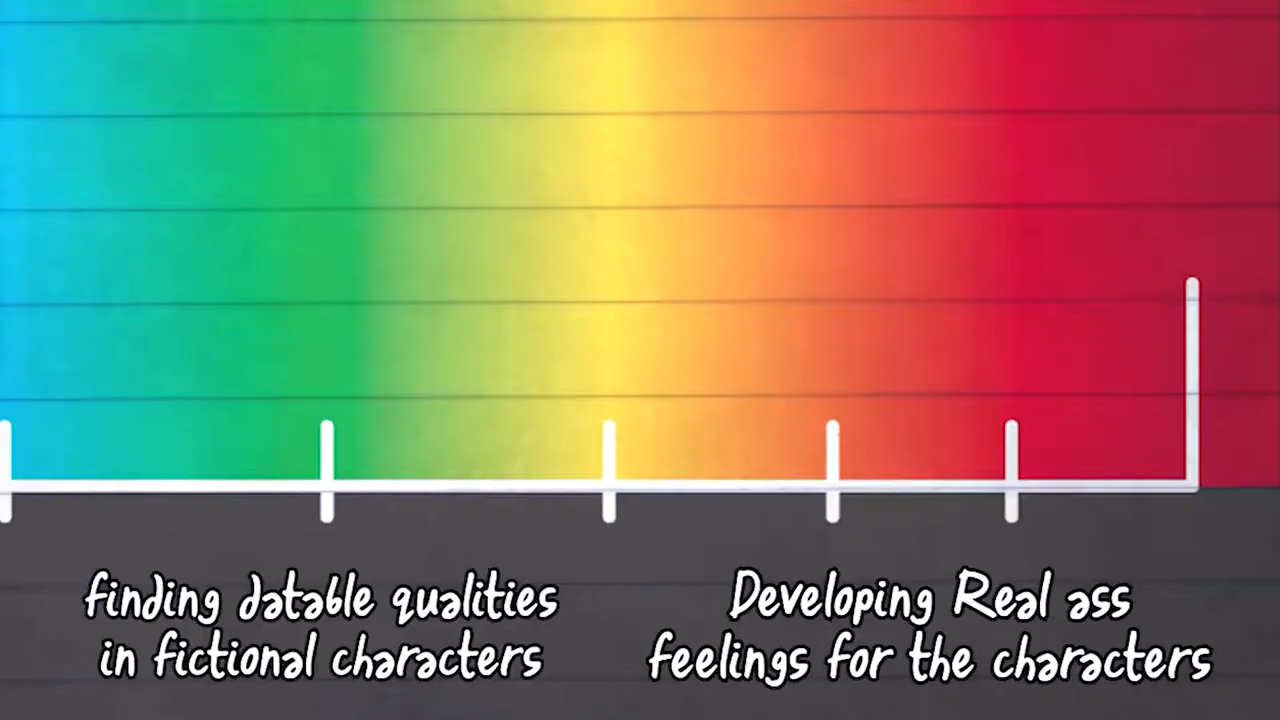 finding datable qualities
in fictional characters
Developing Real ass
feelings for the characters